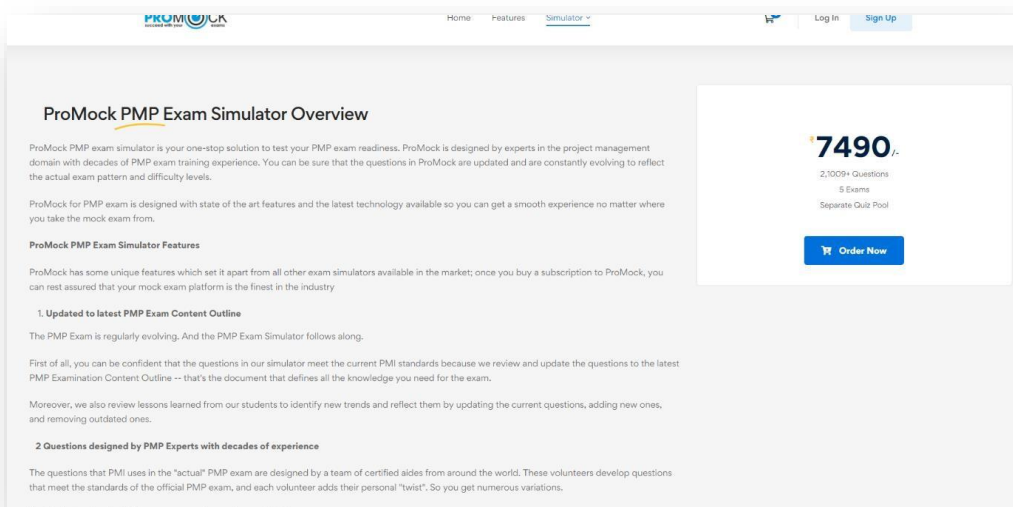 PROMOCK
succeed with your exams
Home Features Simulator
Log In Sign Up
ProMock PMP Exam Simulator Overview
ProMock PMP exam simulator is your one-stop solution to test your PMP exam readiness. ProMock is designed by experts in the project management
domain with decades of PMP exam training experience. You can be sure that the questions in ProMock are updated and are constantly evolving to reflect
the actual exam pattern and difficulty levels.
ProMock for PMP exam is designed with state of the art features and the latest technology available so you can get a smooth experience no matter where
you take the mock exam from.
ProMock PMP Exam Simulator Features
ProMock has some unique features which set it apart from all other exam simulators available in the market; once you buy a subscription to ProMock, you
can rest assured that your mock exam platform is the finest in the industry
1. Updated to latest PMP Exam Content Outline
The PMP Exam is regularly evolving. And the PMP Exam Simulator follows along.
First of all, you can be confident that the questions in our simulator meet the current PMI standards because we review and update the questions to the latest
PMP Examination Content Outline -- that's the document that defines all the knowledge you need for the exam.
Moreover, we also review lessons learned from our students to identify new trends and reflect them by updating the current questions, adding new ones,
and removing outdated ones.
2 Questions designed by PMP Experts with decades of experience
The questions that PMI uses in the "actual" PMP exam are designed by a team of certified aides from around the world. These volunteers develop questions
that meet the standards of the official PMP exam, and each volunteer adds their personal "twist". So you get numerous variations.
₹7490/-
2,1009+ Questions
5 Exams
Separate Quiz Pool
Order Now